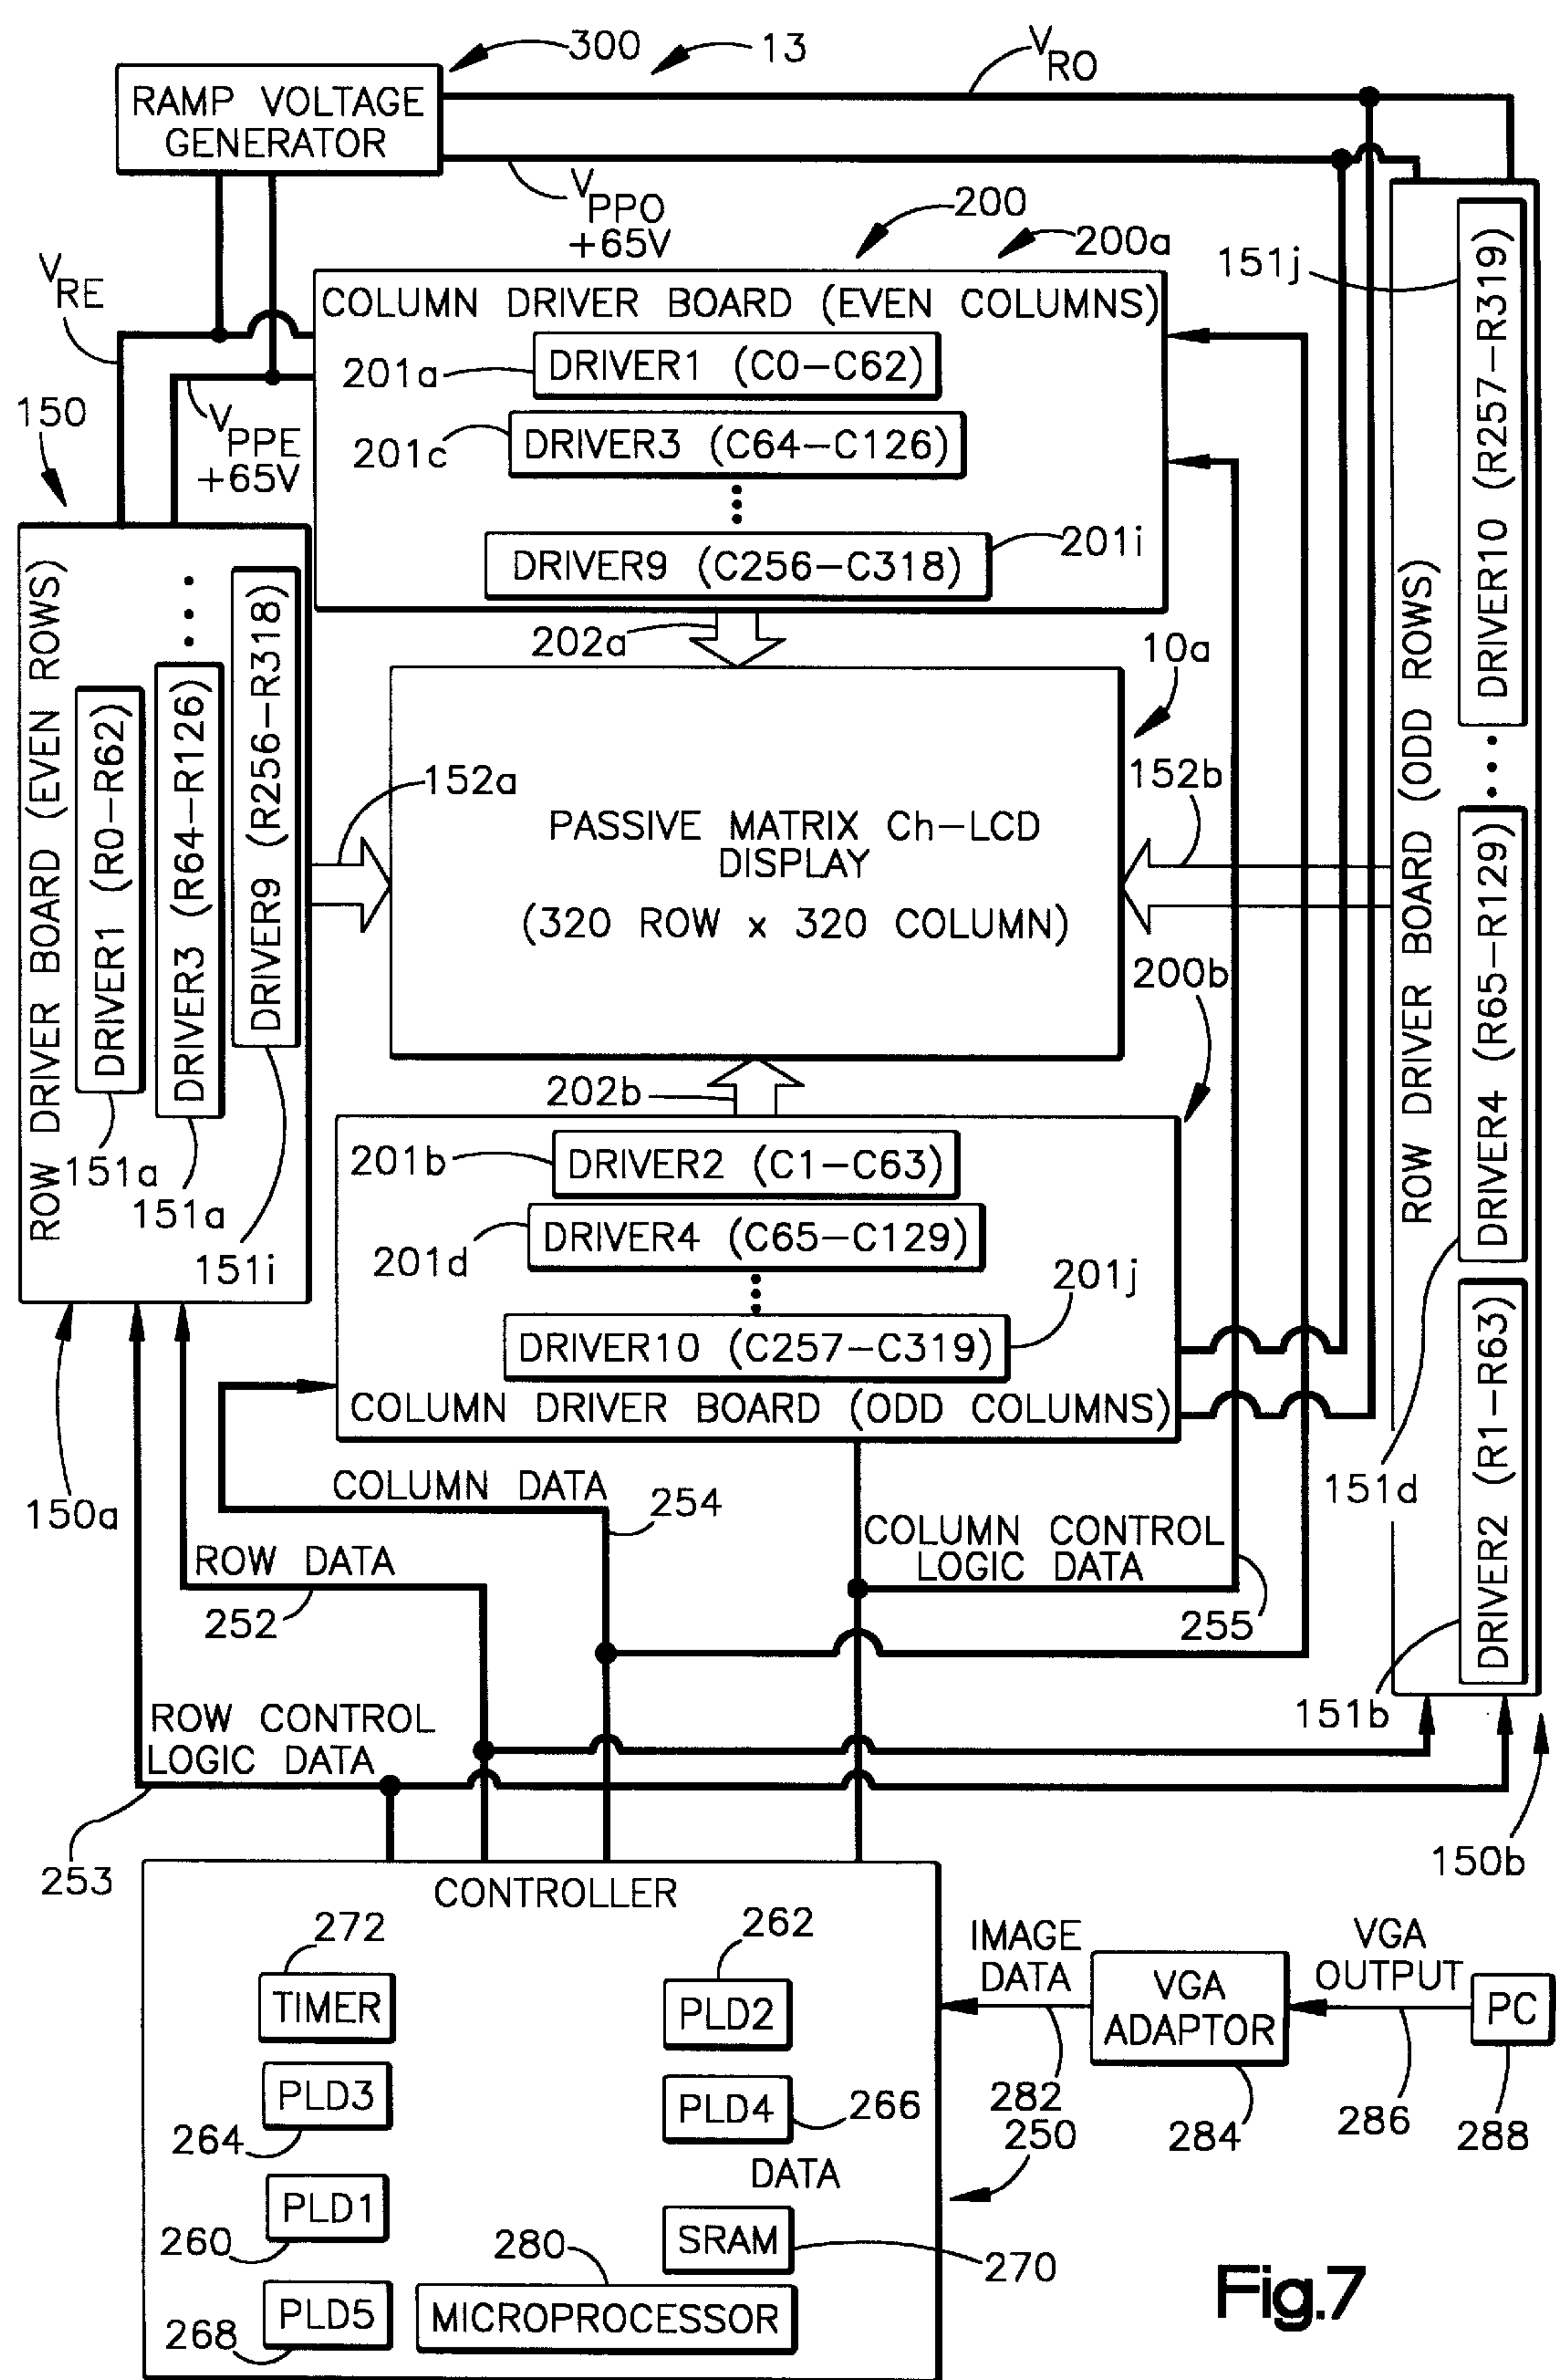 300
13
V RO
RAMP VOLTAGE
GENERATOR
V PPO
+65V
200
200a
151j
V RE
COLUMN DRIVER BOARD (EVEN COLUMNS)
201a
DRIVER1 (C0-C62)
201c
DRIVER3 (C64-C126)
DRIVER9 (C256-C318)
201i
150
V PPE
+65V
202a
10a
ROW DRIVER BOARD (EVEN ROWS)
DRIVER1 (R0-R62)
DRIVER3 (R64-R126)
DRIVER9 (R256-R318)
152a
152b
PASSIVE MATRIX Ch-LCD
DISPLAY
(320 ROW x 320 COLUMN)
ROW DRIVER BOARD (ODD ROWS)
DRIVER10 (R257-R319)
DRIVER4 (R65-R129)
DRIVER2 (R1-R63)
200b
202b
151a
151a
151i
201b
DRIVER2 (C1-C63)
201d
DRIVER4 (C65-C129)
201j
DRIVER10 (C257-C319)
COLUMN DRIVER BOARD (ODD COLUMNS)
150a
COLUMN DATA
254
151d
COLUMN CONTROL
LOGIC DATA
ROW DATA
252
255
151b
ROW CONTROL
LOGIC DATA
253
150b
CONTROLLER
272
262
TIMER
PLD2
IMAGE
DATA
VGA
ADAPTOR
VGA
OUTPUT
PC
PLD3
264
PLD4
266
282
284
286
288
250
DATA
PLD1
260
280
SRAM
270
PLD5
268
MICROPROCESSOR
Fig.7